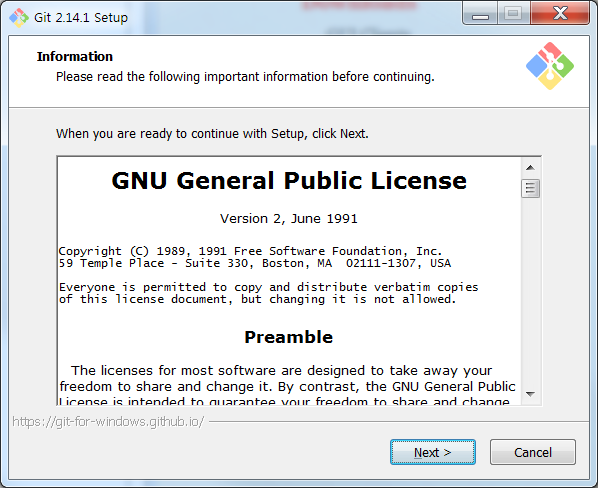 Git 2.14.1 Setup
Information
Please read the following important information before continuing.
When you are ready to continue with Setup, click Next.
GNU General Public License
Version 2, June 1991
Copyright (C) 1989, 1991 Free Software Foundation, Inc.
59 Temple Place - Suite 330, Boston, MA  02111-1307, USA
Everyone is permitted to copy and distribute verbatim copies
of this license document, but changing it is not allowed.
Preamble
The licenses for most software are designed to take away your
freedom to share and change it. By contrast, the GNU General Public
License is intended to guarantee your freedom to share and change
https://git-for-windows.github.io/
Next >
Cancel